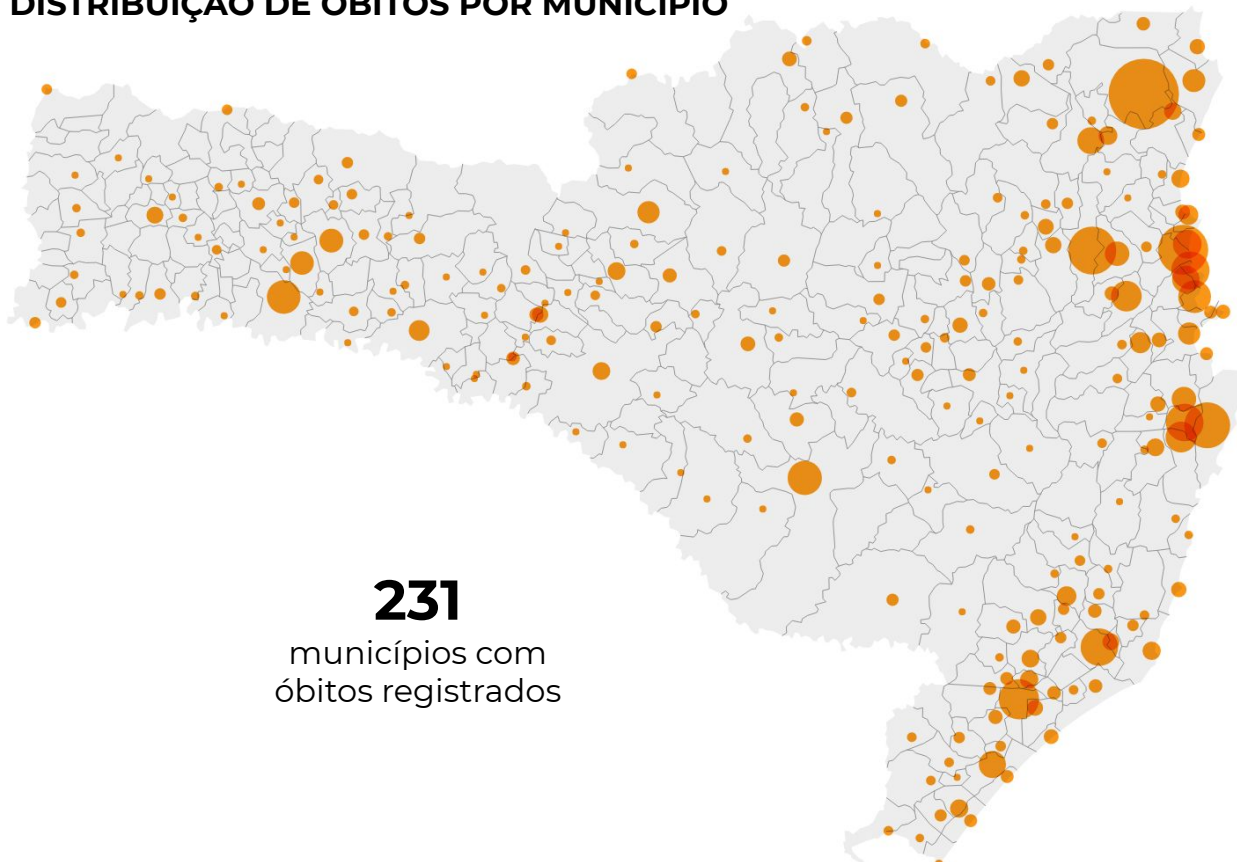 DISTRIBUIÇÃO DE ÓBITOS POR MUNICÍPIO
231
municípios com
óbitos registrados